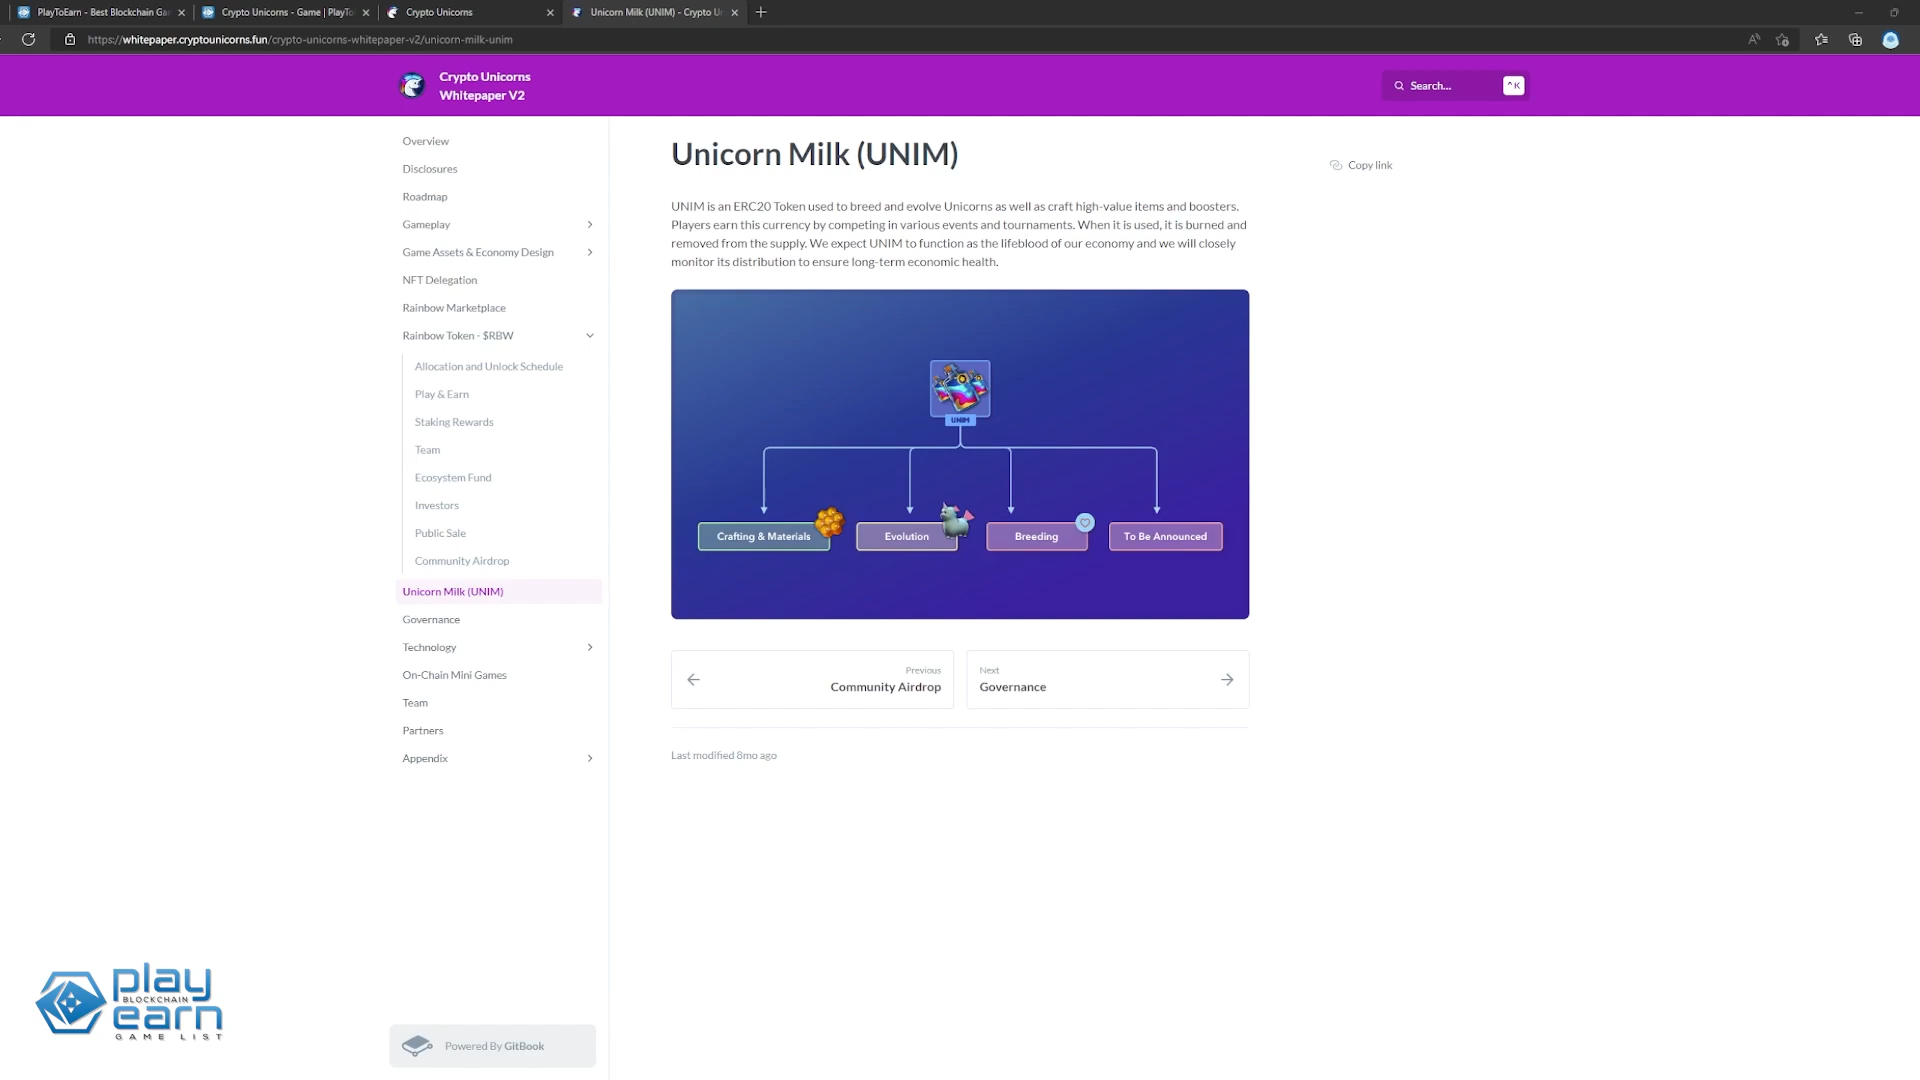 PlayToEarn - Best Blockchain Ga
Crypto Unicorns - Game | PlayTo
Crypto Unicorns
Unicorn Milk (UNIM) - Crypto U
https://whitepaper.cryptounicorns.fun/crypto-unicorns-whitepaper-v2/unicorn-milk-unim
Crypto Unicorns
Whitepaper V2
Search...
^ K
Overview
Disclosures
Roadmap
Gameplay
Game Assets & Economy Design
NFT Delegation
Rainbow Marketplace
Rainbow Token - $RBW
Allocation and Unlock Schedule
Play & Earn
Staking Rewards
Team
Ecosystem Fund
Investors
Public Sale
Community Airdrop
Unicorn Milk (UNIM)
Governance
Technology
On-Chain Mini Games
Team
Partners
Appendix
Powered By GitBook
Unicorn Milk (UNIM)
Copy link
UNIM is an ERC20 Token used to breed and evolve Unicorns as well as craft high-value items and boosters.
Players earn this currency by competing in various events and tournaments. When it is used, it is burned and
removed from the supply. We expect UNIM to function as the lifeblood of our economy and we will closely
monitor its distribution to ensure long-term economic health.
UNIM
Crafting & Materials
Evolution
Breeding
To Be Announced
Previous
Community Airdrop
Next
Governance
Last modified 8mo ago
play
BLOCKCHAIN
earn
GAME LIST